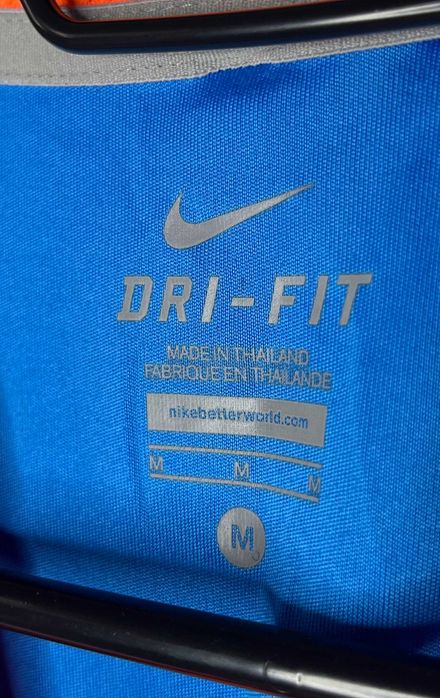 DRI-FIT
MADE IN THAILAND
FABRIQUE EN THAILANDE
nikebetterworld.com
M M M
M